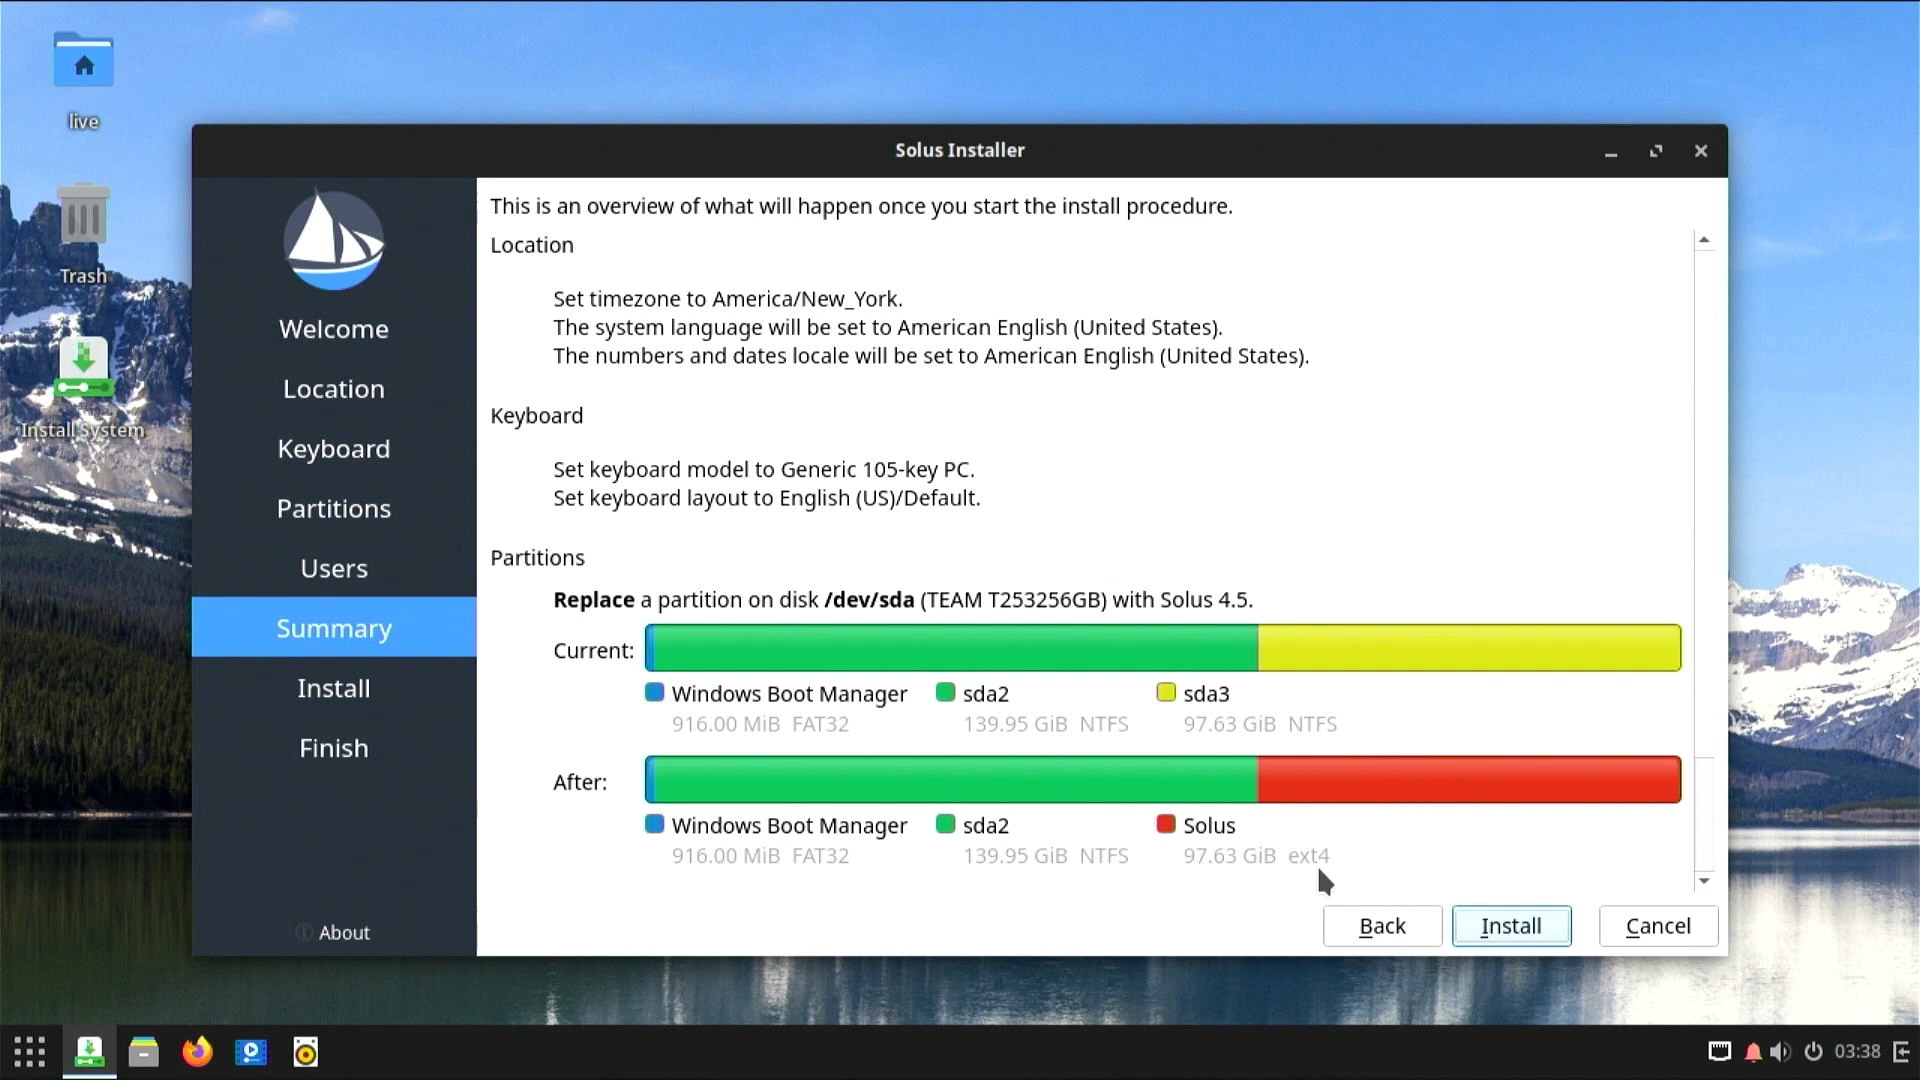 live
Trash
Install System
Solus Installer
Welcome
Location
Keyboard
Partitions
Users
Summary
Install
Finish
About
This is an overview of what will happen once you start the install procedure.
Location
Set timezone to America/New_York.
The system language will be set to American English (United States).
The numbers and dates locale will be set to American English (United States).
Keyboard
Set keyboard model to Generic 105-key PC.
Set keyboard layout to English (US)/Default.
Partitions
Replace a partition on disk /dev/sda (TEAM T253256GB) with Solus 4.5.
Current:
Windows Boot Manager sda2 sda3
916.00 MiB FAT32 139.95 GiB NTFS 97.63 GiB NTFS
After:
Windows Boot Manager sda2 Solus
916.00 MiB FAT32 139.95 GiB NTFS 97.63 GiB ext4
Back Install Cancel
03:38